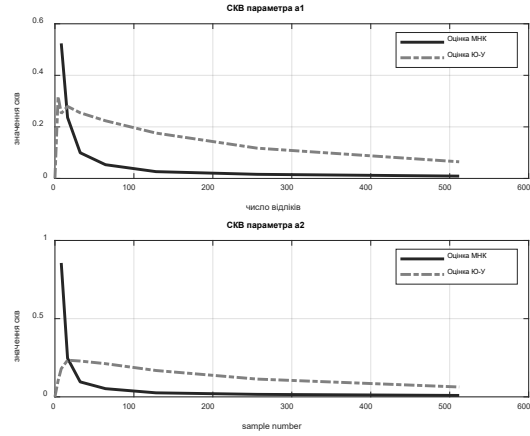 СКВ параметра a1
0.6
0.4
0.2
0
значення скв
Оцінка МНК
Оцінка Ю-У
0 100 200 300 400 500 600
число відліків
СКВ параметра a2
1
0.5
0
значення скв
Оцінка МНК
Оцінка Ю-У
0 100 200 300 400 500 600
sample number